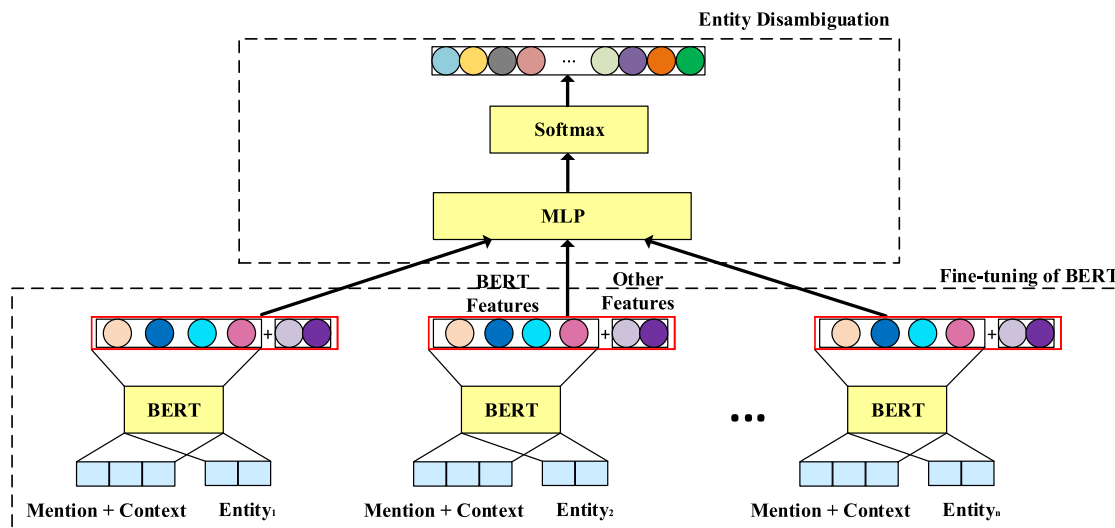 Entity Disambiguation
...
Softmax
MLP
Fine-tuning of BERT
BERT
Features
Other
Features
+
+
+
BERT
BERT
...
BERT
Mention + Context
Entity₁
Mention + Context
Entity₂
Mention + Context
Entityₙ